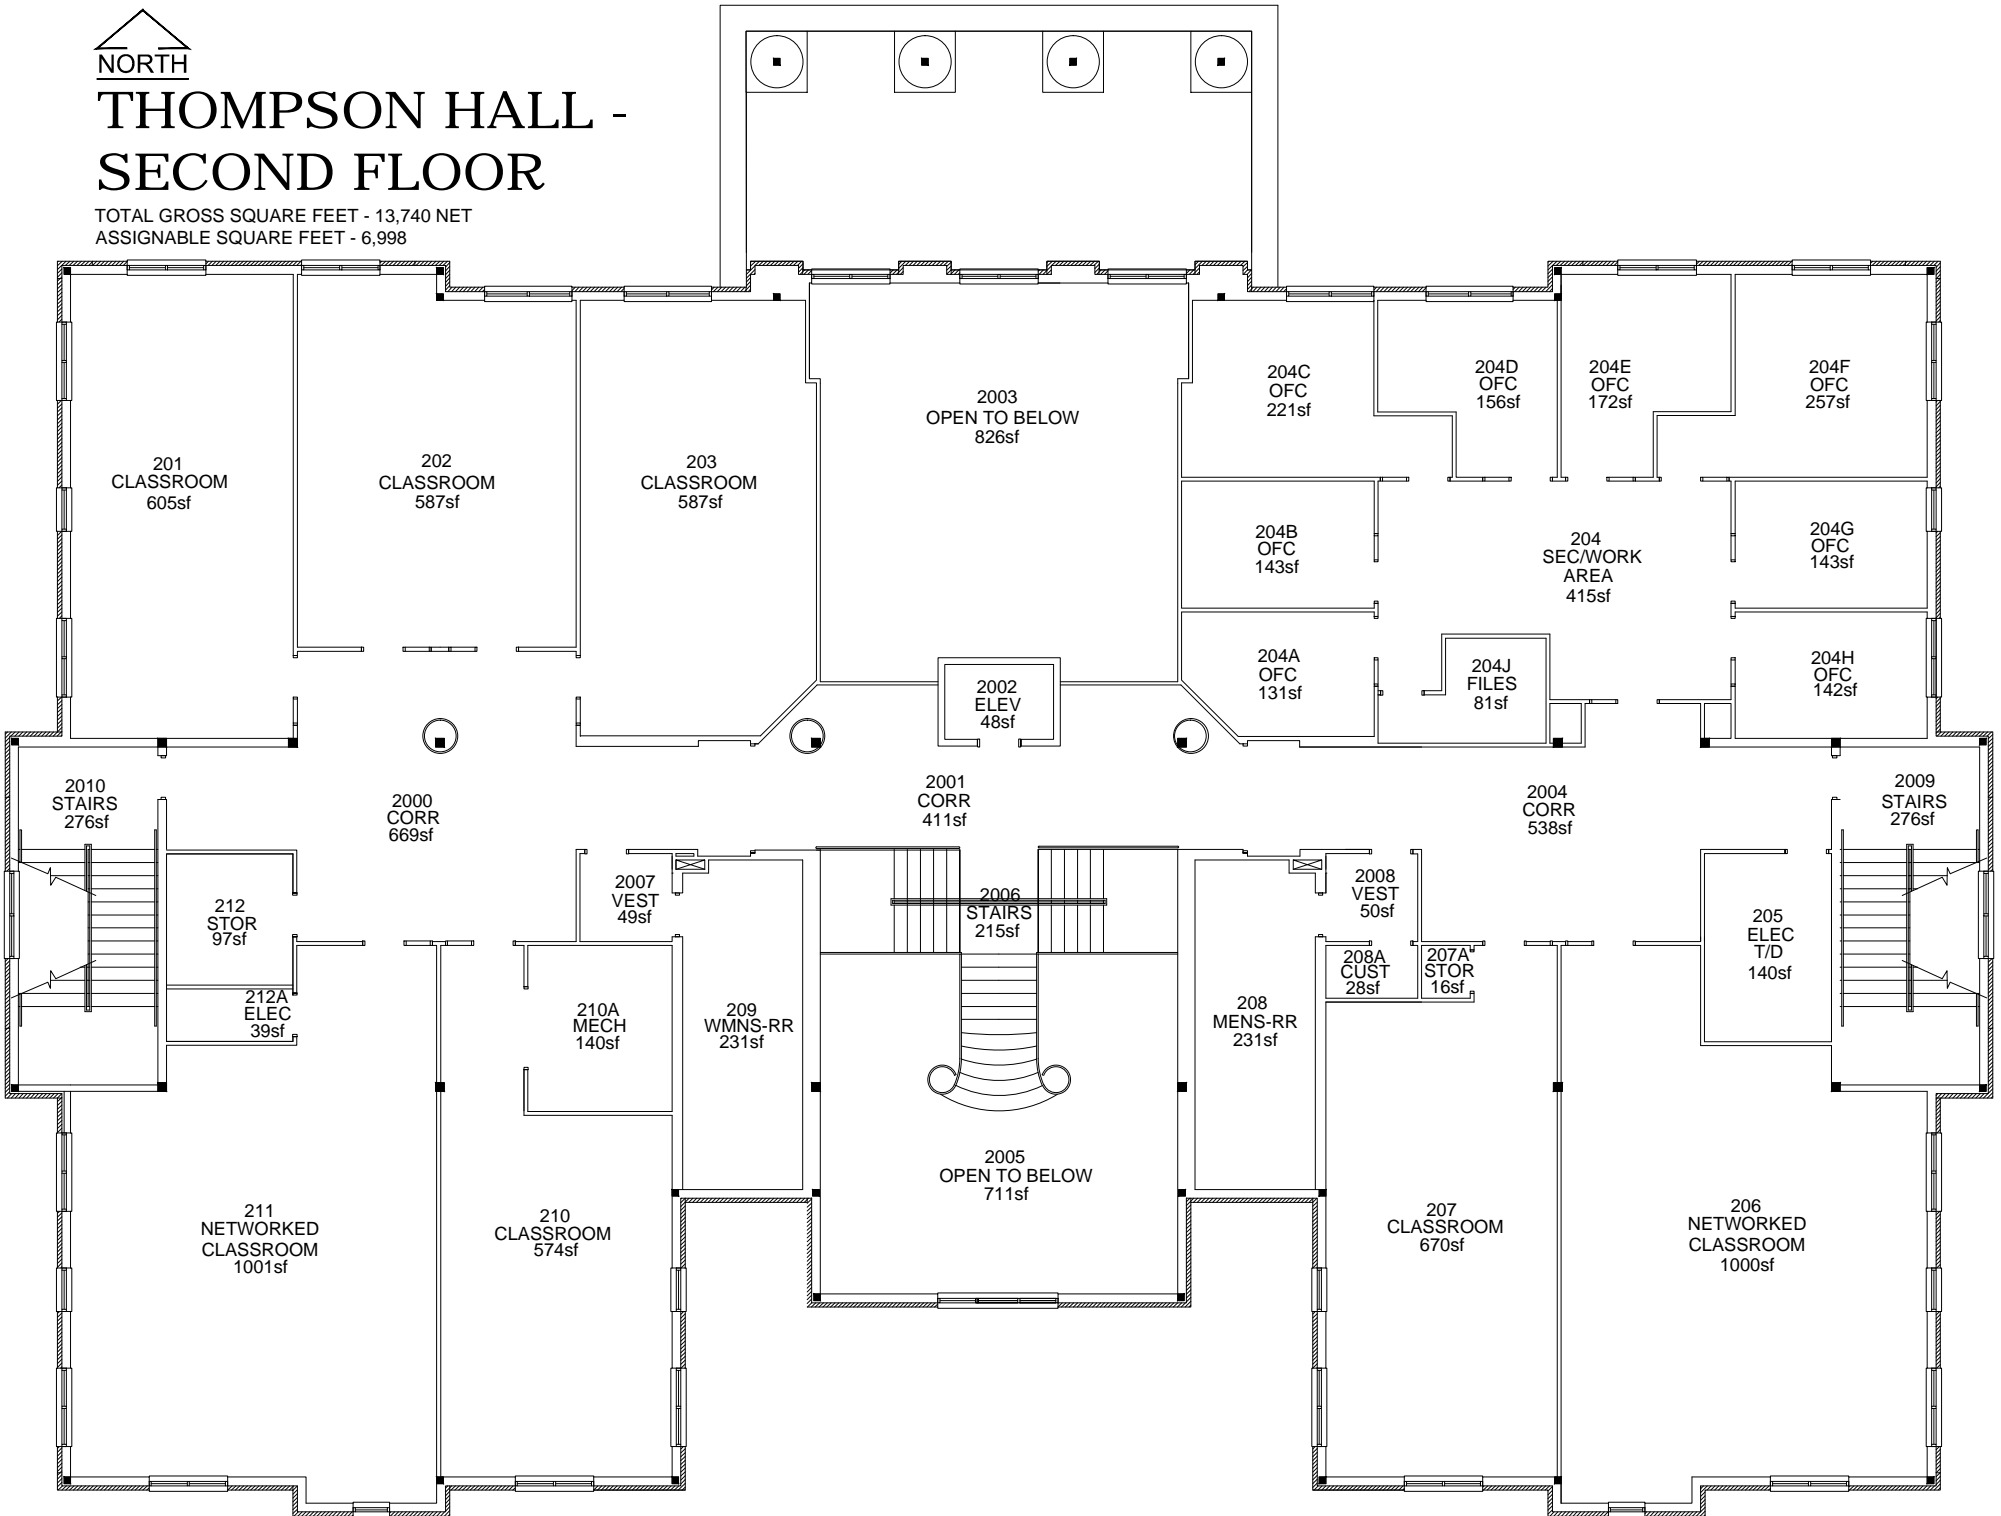 NORTH
THOMPSON HALL -
SECOND FLOOR
TOTAL GROSS SQUARE FEET - 13,740 NET
ASSIGNABLE SQUARE FEET - 6,998
201
CLASSROOM
605sf
202
CLASSROOM
587sf
203
CLASSROOM
587sf
2003
OPEN TO BELOW
826sf
204C
OFC
221sf
204D
OFC
156sf
204E
OFC
172sf
204F
OFC
257sf
204B
OFC
143sf
204
SEC/WORK
AREA
415sf
204G
OFC
143sf
204A
OFC
131sf
204J
FILES
81sf
204H
OFC
142sf
2002
ELEV
48sf
2010
STAIRS
276sf
2000
CORR
669sf
2001
CORR
411sf
2004
CORR
538sf
2009
STAIRS
276sf
212
STOR
97sf
2007
VEST
49sf
2006
STAIRS
215sf
2008
VEST
50sf
205
ELEC
T/D
140sf
212A
ELEC
39sf
210A
MECH
140sf
209
WMNS-RR
231sf
208
MENS-RR
231sf
208A
CUST
28sf
207A
STOR
16sf
2005
OPEN TO BELOW
711sf
211
NETWORKED
CLASSROOM
1001sf
210
CLASSROOM
574sf
207
CLASSROOM
670sf
206
NETWORKED
CLASSROOM
1000sf